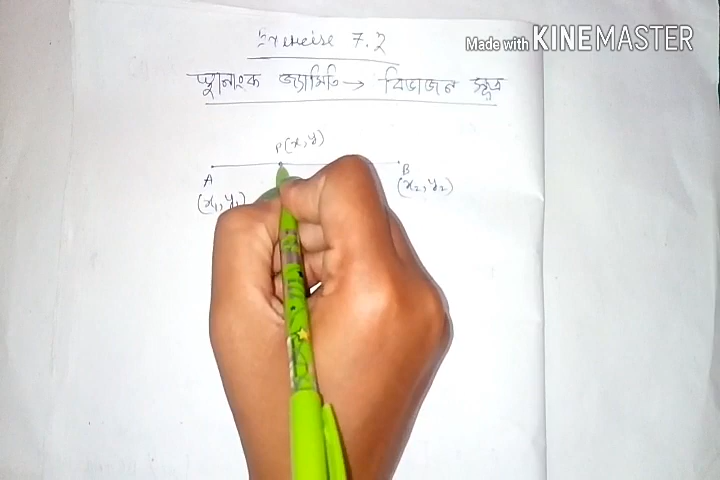 Exercise 7.2
Made with KINEMASTER
স্থানাংক জ্যামিতি → বিভাজন সূত্ৰ
P(x,y)
A
B
(x₁, y₁)
(x₂, y₂)